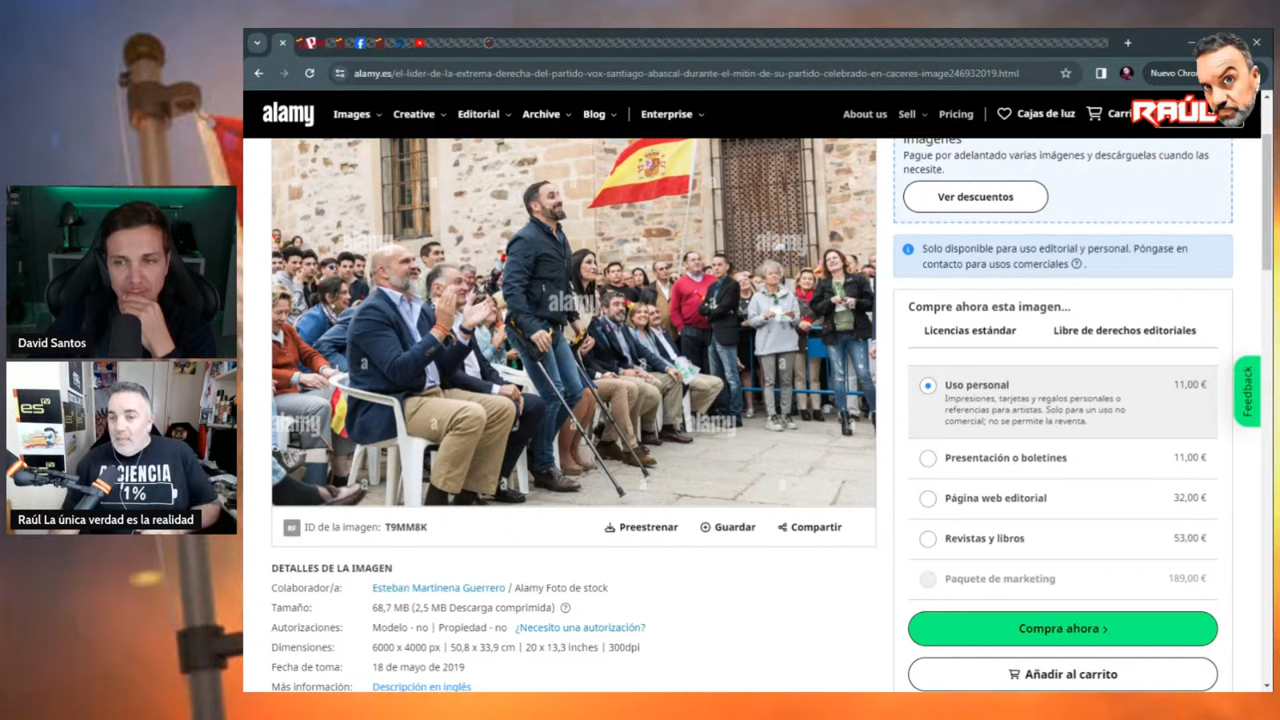 alamy.es/el-lider-de-la-extrema-derecha-del-partido-vox-santiago-abascal-durante-el-mitin-de-su-partido-celebrado-en-caceres-image246932019.html
Nuevo Chro
RAÚL
alamy
Images
Creative
Editorial
Archive
Blog
Enterprise
About us
Sell
Pricing
Cajas de luz
Carri
Pague por adelantado varias imágenes y descárguelas cuando las
necesite.
Ver descuentos
Solo disponible para uso editorial y personal. Póngase en
contacto para usos comerciales ? .
Compre ahora esta imagen...
Licencias estándar
Libre de derechos editoriales
Uso personal
11,00 €
Impresiones, tarjetas y regalos personales o
referencias para artistas. Solo para un uso no
comercial; no se permite la reventa.
Presentación o boletines
11,00 €
Página web editorial
32,00 €
Revistas y libros
53,00 €
Paquete de marketing
189,00 €
Compra ahora ›
Añadir al carrito
Feedback
alamy
alamy
alamy
alamy
alamy
a
a
a
a
a
RF
ID de la imagen: T9MM8K
Preestrenar
Guardar
Compartir
DETALLES DE LA IMAGEN
Colaborador/a: Esteban Martinena Guerrero / Alamy Foto de stock
Tamaño: 68,7 MB (2,5 MB Descarga comprimida) ?
Autorizaciones: Modelo - no | Propiedad - no ¿Necesito una autorización?
Dimensiones: 6000 x 4000 px | 50,8 x 33,9 cm | 20 x 13,3 inches | 300dpi
Fecha de toma: 18 de mayo de 2019
Más información: Descripción en inglés
David Santos
es
TV
CIENCIA
1%
Raúl La única verdad es la realidad